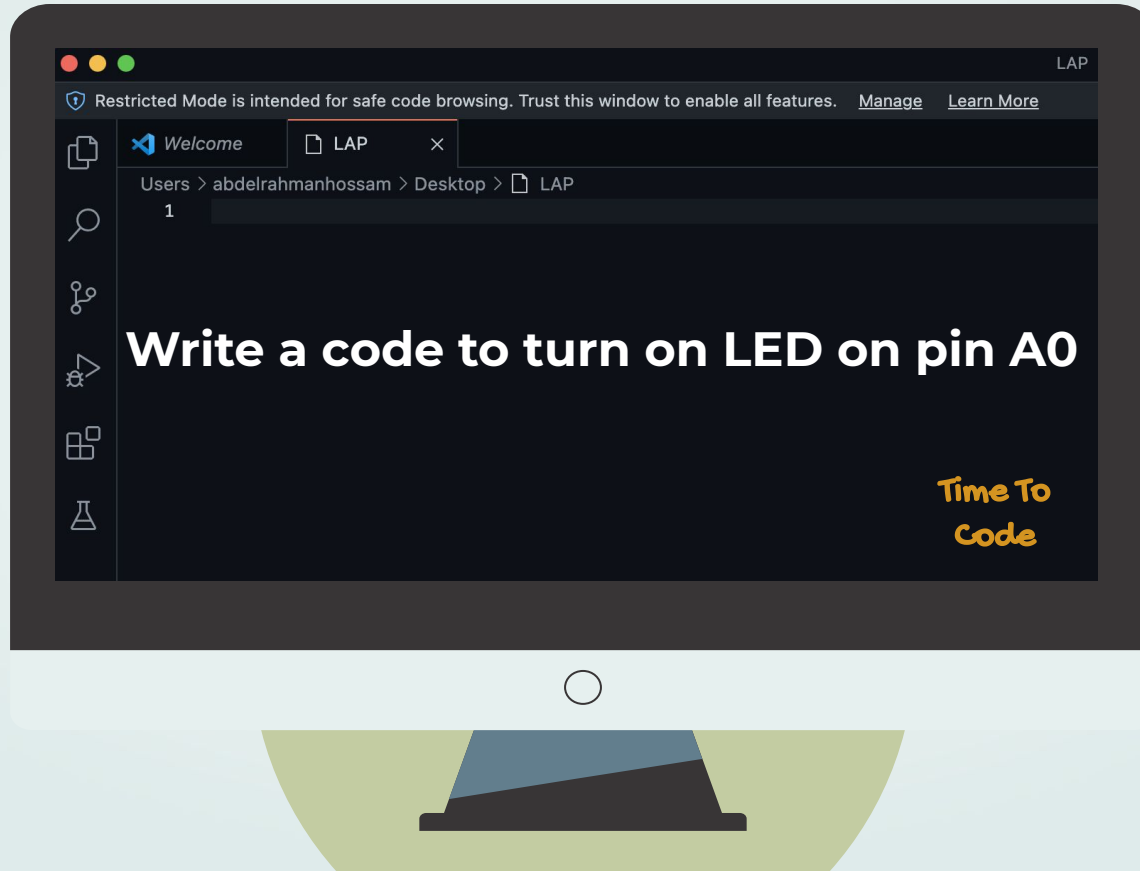 LAP
Restricted Mode is intended for safe code browsing. Trust this window to enable all features. Manage Learn More
Welcome LAP
Users > abdelrahmanhossam > Desktop > LAP
1
Write a code to turn on LED on pin A0
Time To
Code